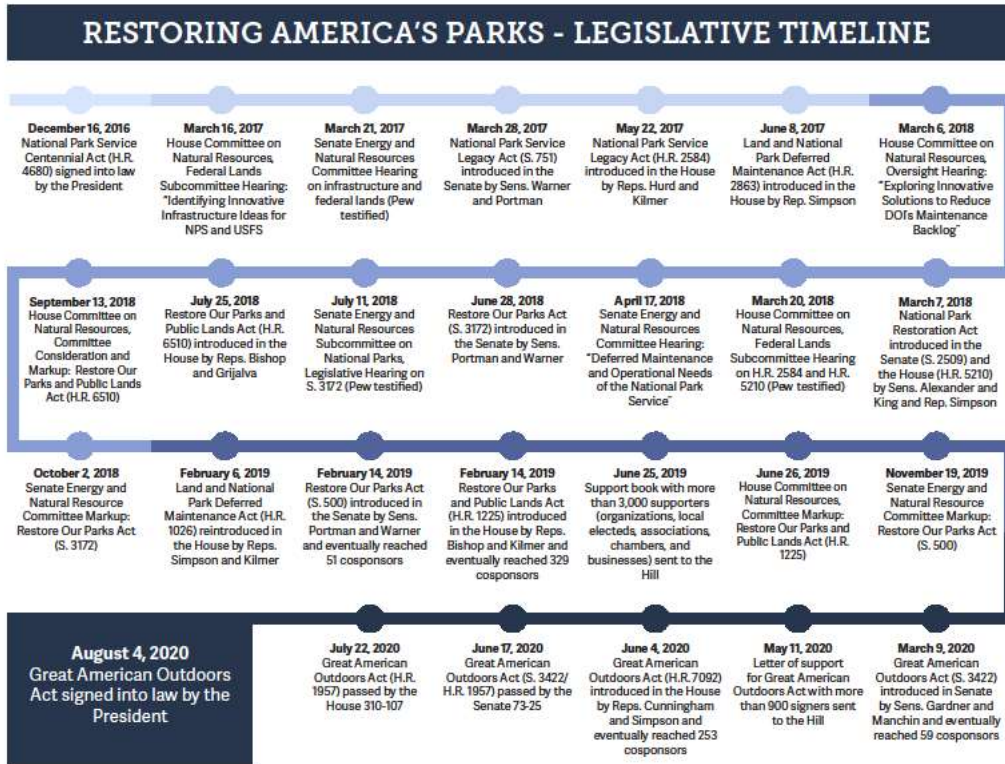 RESTORING AMERICA'S PARKS - LEGISLATIVE TIMELINE
December 16, 2016
National Park Service
Centennial Act (H.R.
4680) signed into law
by the President
March 16, 2017
House Committee on
Natural Resources,
Federal Lands
Subcommittee Hearing:
"Identifying Innovative
Infrastructure Ideas for
NPS and USFS
March 21, 2017
Senate Energy and
Natural Resources
Committee Hearing
on infrastructure and
federal lands (Pew
testified)
March 28, 2017
National Park Service
Legacy Act (S. 751)
introduced in the
Senate by Sens. Warner
and Portman
May 22, 2017
National Park Service
Legacy Act (H.R. 2584)
introduced in the House
by Reps. Hurd and
Kilmer
June 8, 2017
Land and National
Park Deferred
Maintenance Act (H.R.
2863) introduced in the
House by Rep. Simpson
March 6, 2018
House Committee on
Natural Resources,
Oversight Hearing:
"Exploring Innovative
Solutions to Reduce
DOI's Maintenance
Backlog"
March 7, 2018
National Park
Restoration Act
introduced in the
Senate (S. 2509) and
the House (H.R. 5210)
by Sens. Alexander and
King and Rep. Simpson
March 20, 2018
House Committee on
Natural Resources,
Federal Lands
Subcommittee Hearing
on H.R. 2584 and H.R.
5210 (Pew testified)
April 17, 2018
Senate Energy and
Natural Resources
Committee Hearing:
"Deferred Maintenance
and Operational Needs
of the National Park
Service"
June 28, 2018
Restore Our Parks Act
(S. 3172) introduced in
the Senate by Sens.
Portman and Warner
July 11, 2018
Senate Energy and
Natural Resources
Subcommittee on
National Parks,
Legislative Hearing on
S. 3172 (Pew testified)
July 25, 2018
Restore Our Parks and
Public Lands Act (H.R.
6510) introduced in the
House by Reps. Bishop
and Grijalva
September 13, 2018
House Committee on
Natural Resources,
Committee
Consideration and
Markup: Restore Our
Parks and Public Lands
Act (H.R. 6510)
October 2, 2018
Senate Energy and
Natural Resource
Committee Markup:
Restore Our Parks Act
(S. 3172)
February 6, 2019
Land and National
Park Deferred
Maintenance Act (H.R.
1026) reintroduced in
the House by Reps.
Simpson and Kilmer
February 14, 2019
Restore Our Parks Act
(S. 500) introduced in
the Senate by Sens.
Portman and Warner
and eventually reached
51 cosponsors
February 14, 2019
Restore Our Parks
and Public Lands Act
(H.R. 1225) introduced
in the House by Reps.
Bishop and Kilmer and
eventually reached 329
cosponsors
June 25, 2019
Support book with more
than 3,000 supporters
(organizations, local
electeds, associations,
chambers, and
businesses) sent to the
Hill
June 26, 2019
House Committee on
Natural Resources,
Committee Markup:
Restore Our Parks and
Public Lands Act (H.R.
1225)
November 19, 2019
Senate Energy and
Natural Resource
Committee Markup:
Restore Our Parks Act
(S. 500)
March 9, 2020
Great American
Outdoors Act (S. 3422)
introduced in Senate
by Sens. Gardner and
Manchin and eventually
reached 59 cosponsors
May 11, 2020
Letter of support
for Great American
Outdoors Act with more
than 900 signers sent
to the Hill
June 4, 2020
Great American
Outdoors Act (H.R.7092)
introduced in the House
by Reps. Cunningham
and Simpson and
eventually reached 253
cosponsors
June 17, 2020
Great American
Outdoors Act (S. 3422/
H.R. 1957) passed by the
Senate 73-25
July 22, 2020
Great American
Outdoors Act (H.R.
1957) passed by the
House 310-107
August 4, 2020
Great American Outdoors
Act signed into law by the
President